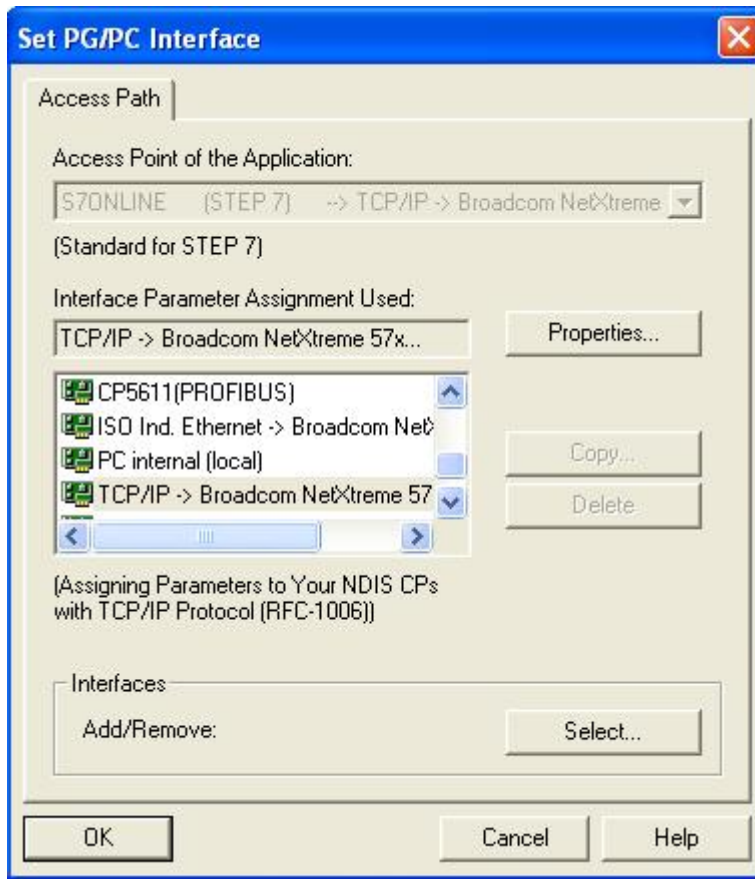 Set PG/PC Interface
Access Path
Access Point of the Application:
S7ONLINE (STEP 7) --> TCP/IP -> Broadcom NetXtreme
(Standard for STEP 7)
Interface Parameter Assignment Used:
TCP/IP -> Broadcom NetXtreme 57x...
Properties...
CP5611(PROFIBUS)
ISO Ind. Ethernet -> Broadcom Net
PC internal (local)
TCP/IP -> Broadcom NetXtreme 57
Copy...
Delete
(Assigning Parameters to Your NDIS CPs
with TCP/IP Protocol (RFC-1006))
Interfaces
Add/Remove:
Select...
OK
Cancel
Help